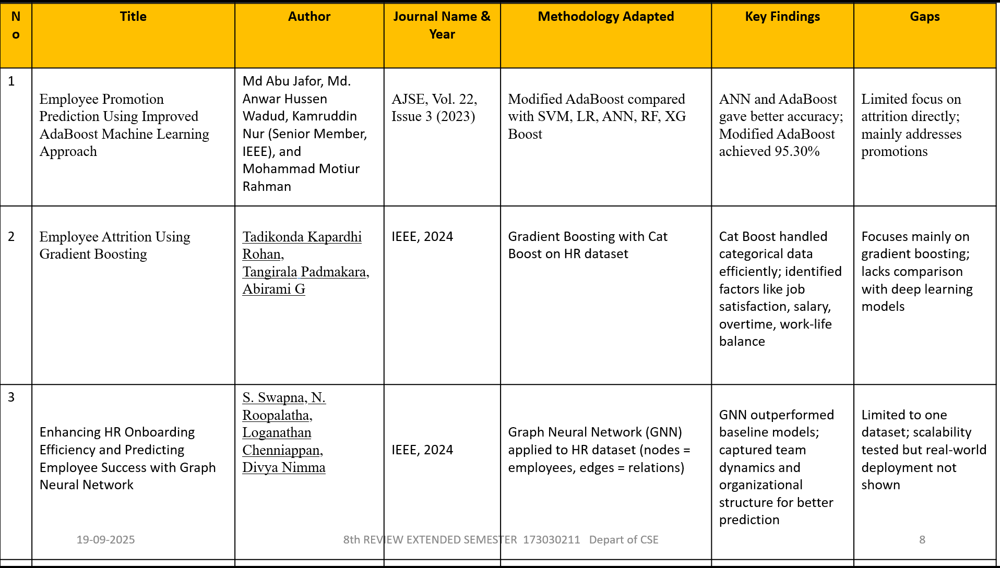 N
o
Title
Author
Journal Name &
Year
Methodology Adapted
Key Findings
Gaps
1
Employee Promotion
Prediction Using Improved
AdaBoost Machine Learning
Approach
Md Abu Jafor, Md.
Anwar Hussen
Wadud, Kamruddin
Nur (Senior Member,
IEEE), and
Mohammad Motiur
Rahman
AJSE, Vol. 22,
Issue 3 (2023)
Modified AdaBoost compared
with SVM, LR, ANN, RF, XG
Boost
ANN and AdaBoost
gave better accuracy;
Modified AdaBoost
achieved 95.30%
Limited focus on
attrition directly;
mainly addresses
promotions
2
Employee Attrition Using
Gradient Boosting
Tadikonda Kapardhi
Rohan,
Tangirala Padmakara,
Abirami G
IEEE, 2024
Gradient Boosting with Cat
Boost on HR dataset
Cat Boost handled
categorical data
efficiently; identified
factors like job
satisfaction, salary,
overtime, work-life
balance
Focuses mainly on
gradient boosting;
lacks comparison
with deep learning
models
3
Enhancing HR Onboarding
Efficiency and Predicting
Employee Success with Graph
Neural Network
S. Swapna, N.
Roopalatha,
Loganathan
Chenniappan,
Divya Nimma
IEEE, 2024
Graph Neural Network (GNN)
applied to HR dataset (nodes =
employees, edges = relations)
GNN outperformed
baseline models;
captured team
dynamics and
organizational
structure for better
prediction
Limited to one
dataset; scalability
tested but real-world
deployment not
shown
19-09-2025
8th REVIEW EXTENDED SEMESTER 173030211 Depart of CSE
8